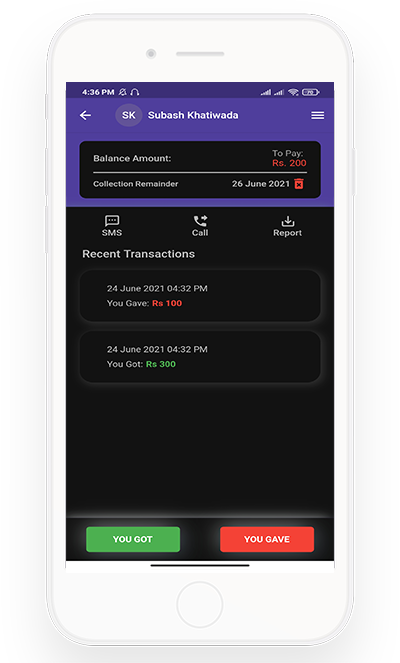 4:36 PM
SK Subash Khatiwada
To Pay:
Balance Amount:
Rs. 200
Collection Remainder 26 June 2021
SMS Call Report
Recent Transactions
24 June 2021 04:32 PM
You Gave: Rs 100
24 June 2021 04:32 PM
You Got: Rs 300
YOU GOT YOU GAVE